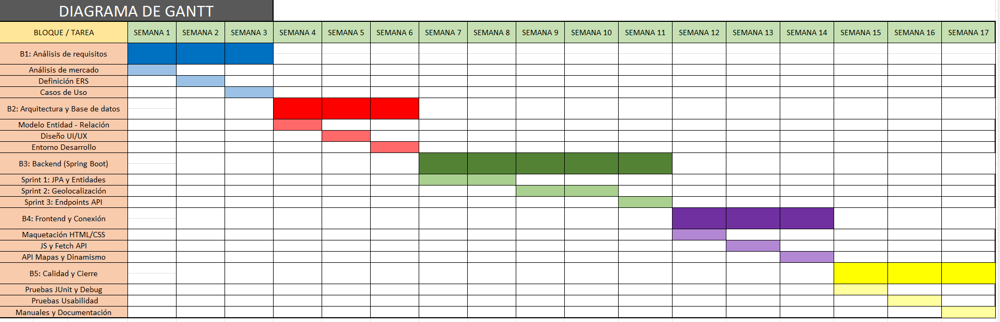 DIAGRAMA DE GANTT
BLOQUE / TAREA SEMANA 1 SEMANA 2 SEMANA 3 SEMANA 4 SEMANA 5 SEMANA 6 SEMANA 7 SEMANA 8 SEMANA 9 SEMANA 10 SEMANA 11 SEMANA 12 SEMANA 13 SEMANA 14 SEMANA 15 SEMANA 16 SEMANA 17
B1: Análisis de requisitos
Análisis de mercado
Definición ERS
Casos de Uso
B2: Arquitectura y Base de datos
Modelo Entidad - Relación
Diseño UI/UX
Entorno Desarrollo
B3: Backend (Spring Boot)
Sprint 1: JPA y Entidades
Sprint 2: Geolocalización
Sprint 3: Endpoints API
B4: Frontend y Conexión
Maquetación HTML/CSS
JS y Fetch API
API Mapas y Dinamismo
B5: Calidad y Cierre
Pruebas JUnit y Debug
Pruebas Usabilidad
Manuales y Documentación